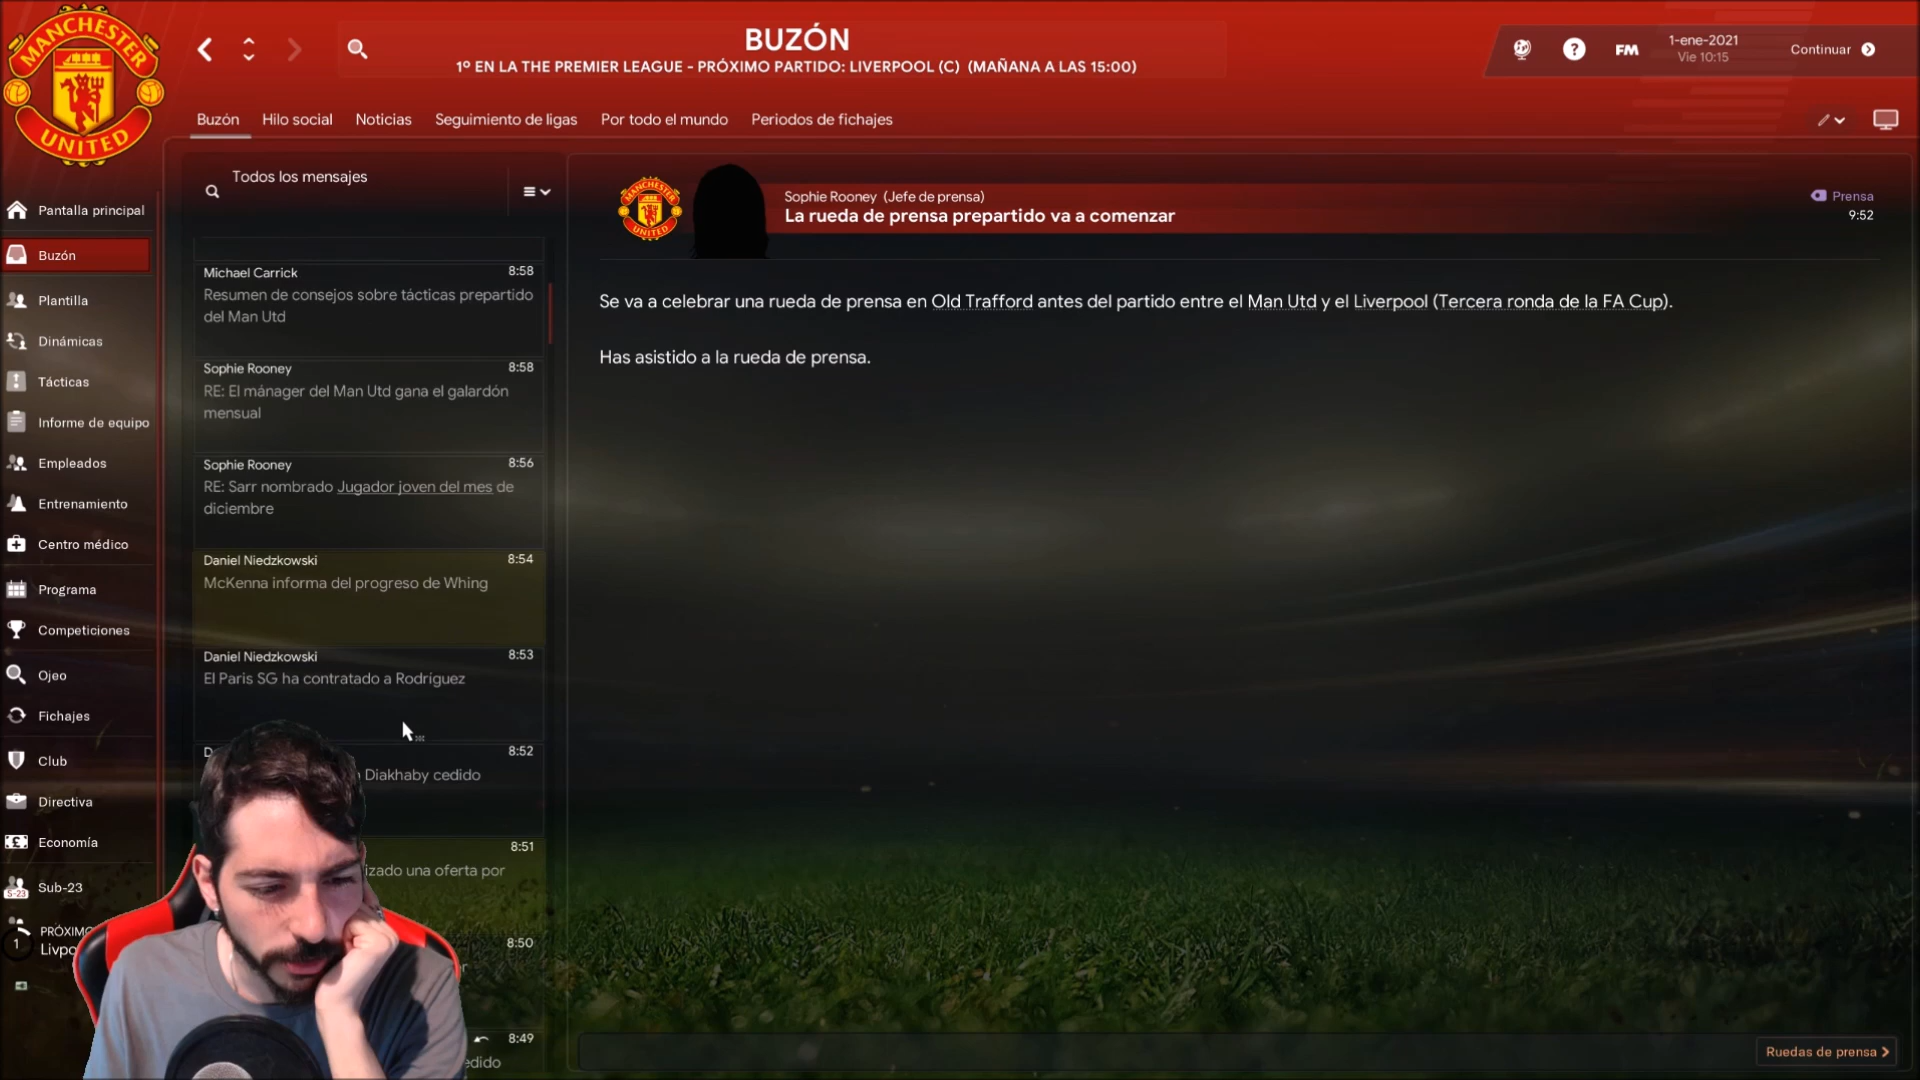 MANCHESTER
UNITED
BUZÓN
1º EN LA THE PREMIER LEAGUE - PRÓXIMO PARTIDO: LIVERPOOL (C) (MAÑANA A LAS 15:00)
FM
1-ene-2021
Vie 10:15
Continuar
Buzón
Hilo social
Noticias
Seguimiento de ligas
Por todo el mundo
Periodos de fichajes
Pantalla principal
Buzón
Plantilla
Dinámicas
Tácticas
Informe de equipo
Empleados
Entrenamiento
Centro médico
Programa
Competiciones
Ojeo
Fichajes
Club
Directiva
Economía
S-23
Sub-23
1
Todos los mensajes
Michael Carrick 8:58
Resumen de consejos sobre tácticas prepartido
del Man Utd
Sophie Rooney 8:58
RE: El mánager del Man Utd gana el galardón
mensual
Sophie Rooney 8:56
RE: Sarr nombrado Jugador joven del mes de
diciembre
Daniel Niedzkowski 8:54
McKenna informa del progreso de Whing
Daniel Niedzkowski 8:53
El Paris SG ha contratado a Rodríguez
8:52
Diakhaby cedido
8:51
una oferta por
8:50
8:49
MANCHESTER
UNITED
Sophie Rooney (Jefe de prensa)
La rueda de prensa prepartido va a comenzar
Prensa
9:52
Se va a celebrar una rueda de prensa en Old Trafford antes del partido entre el Man Utd y el Liverpool (Tercera ronda de la FA Cup).
Has asistido a la rueda de prensa.
Ruedas de prensa